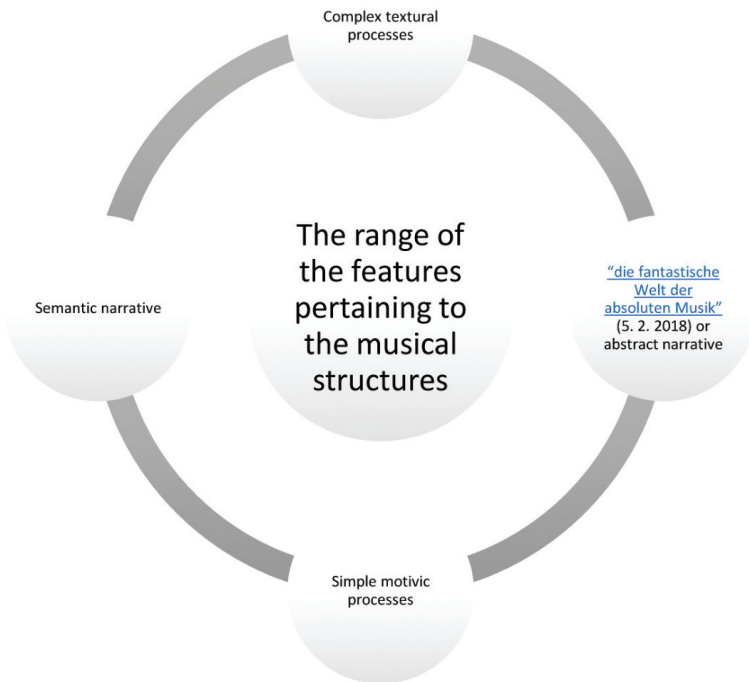 Complex textural
processes
The range of
the features
pertaining to
the musical
structures
Semantic narrative
“die fantastische
Welt der
absoluten Musik”
(5. 2. 2018) or
abstract narrative
Simple motivic
processes